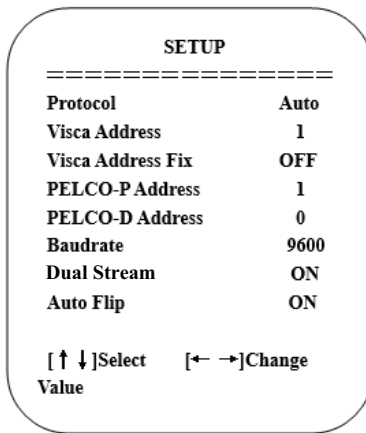 SETUP
================
Protocol Auto
Visca Address 1
Visca Address Fix OFF
PELCO-P Address 1
PELCO-D Address 0
Baudrate 9600
Dual Stream ON
Auto Flip ON
[↑ ↓]Select [← →]Change
Value